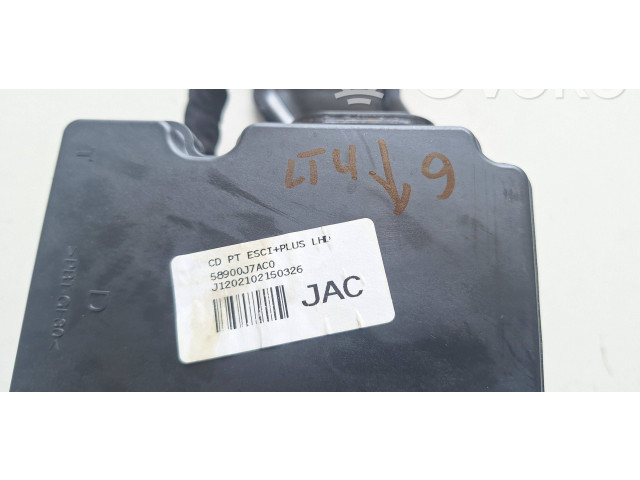 LT4↓9
CD PT ESCI+PLUS LHD
58900J7AC0
J1202102150326
JAC